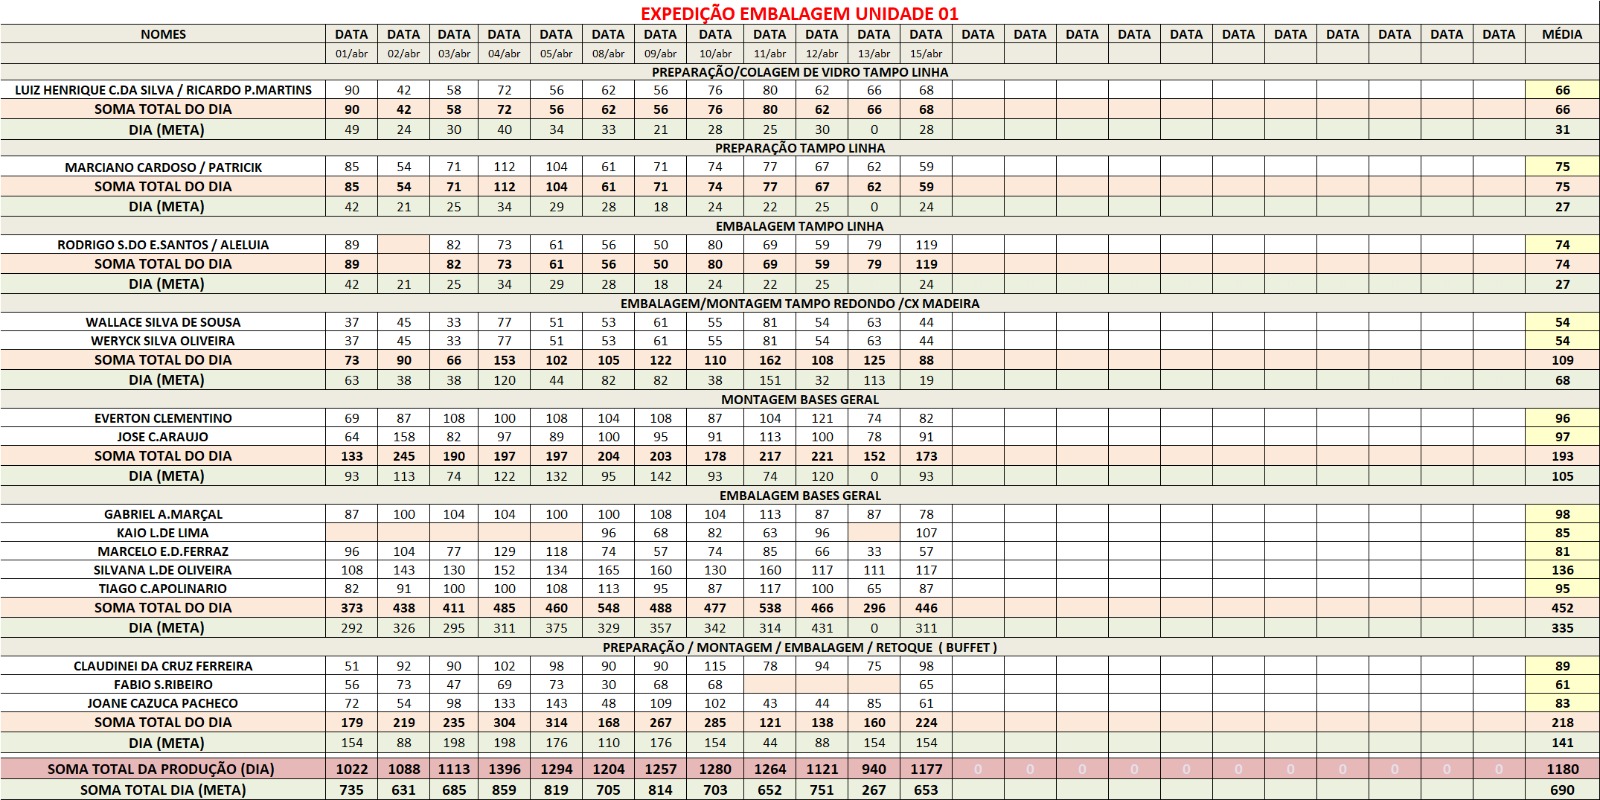 EXPEDIÇÃO EMBALAGEM UNIDADE 01
NOMES DATA DATA DATA DATA DATA DATA DATA DATA DATA DATA DATA DATA DATA DATA DATA DATA DATA DATA DATA DATA DATA DATA DATA MÉDIA
01/abr 02/abr 03/abr 04/abr 05/abr 08/abr 09/abr 10/abr 11/abr 12/abr 13/abr 15/abr
PREPARAÇÃO/COLAGEM DE VIDRO TAMPO LINHA
LUIZ HENRIQUE C.DA SILVA / RICARDO P.MARTINS 90 42 58 72 56 62 56 76 80 62 66 68 66
SOMA TOTAL DO DIA 90 42 58 72 56 62 56 76 80 62 66 68 66
DIA (META) 49 24 30 40 34 33 21 28 25 30 0 28 31
PREPARAÇÃO TAMPO LINHA
MARCIANO CARDOSO / PATRICIK 85 54 71 112 104 61 71 74 77 67 62 59 75
SOMA TOTAL DO DIA 85 54 71 112 104 61 71 74 77 67 62 59 75
DIA (META) 42 21 25 34 29 28 18 24 22 25 0 24 27
EMBALAGEM TAMPO LINHA
RODRIGO S.DO E.SANTOS / ALELUIA 89 82 73 61 56 50 80 69 59 79 119 74
SOMA TOTAL DO DIA 89 82 73 61 56 50 80 69 59 79 119 74
DIA (META) 42 21 25 34 29 28 18 24 22 25 24 27
EMBALAGEM/MONTAGEM TAMPO REDONDO /CX MADEIRA
WALLACE SILVA DE SOUSA 37 45 33 77 51 53 61 55 81 54 63 44 54
WERYCK SILVA OLIVEIRA 37 45 33 77 51 53 61 55 81 54 63 44 54
SOMA TOTAL DO DIA 73 90 66 153 102 105 122 110 162 108 125 88 109
DIA (META) 63 38 38 120 44 82 82 38 151 32 113 19 68
MONTAGEM BASES GERAL
EVERTON CLEMENTINO 69 87 108 100 108 104 108 87 104 121 74 82 96
JOSE C.ARAUJO 64 158 82 97 89 100 95 91 113 100 78 91 97
SOMA TOTAL DO DIA 133 245 190 197 197 204 203 178 217 221 152 173 193
DIA (META) 93 113 74 122 132 95 142 93 74 120 0 93 105
EMBALAGEM BASES GERAL
GABRIEL A.MARÇAL 87 100 104 104 100 100 108 104 113 87 87 78 98
KAIO L.DE LIMA 96 68 82 63 96 107 85
MARCELO E.D.FERRAZ 96 104 77 129 118 74 57 74 85 66 33 57 81
SILVANA L.DE OLIVEIRA 108 143 130 152 134 165 160 130 160 117 111 117 136
TIAGO C.APOLINARIO 82 91 100 100 108 113 95 87 117 100 65 87 95
SOMA TOTAL DO DIA 373 438 411 485 460 548 488 477 538 466 296 446 452
DIA (META) 292 326 295 311 375 329 357 342 314 431 0 311 335
PREPARAÇÃO / MONTAGEM / EMBALAGEM / RETOQUE ( BUFFET )
CLAUDINEI DA CRUZ FERREIRA 51 92 90 102 98 90 90 115 78 94 75 98 89
FABIO S.RIBEIRO 56 73 47 69 73 30 68 68 65 61
JOANE CAZUCA PACHECO 72 54 98 133 143 48 109 102 43 44 85 61 83
SOMA TOTAL DO DIA 179 219 235 304 314 168 267 285 121 138 160 224 218
DIA (META) 154 88 198 198 176 110 176 154 44 88 154 154 141
SOMA TOTAL DA PRODUÇÃO (DIA) 1022 1088 1113 1396 1294 1204 1257 1280 1264 1121 940 1177 0 0 0 0 0 0 0 0 0 0 0 1180
SOMA TOTAL DIA (META) 735 631 685 859 819 705 814 703 652 751 267 653 690